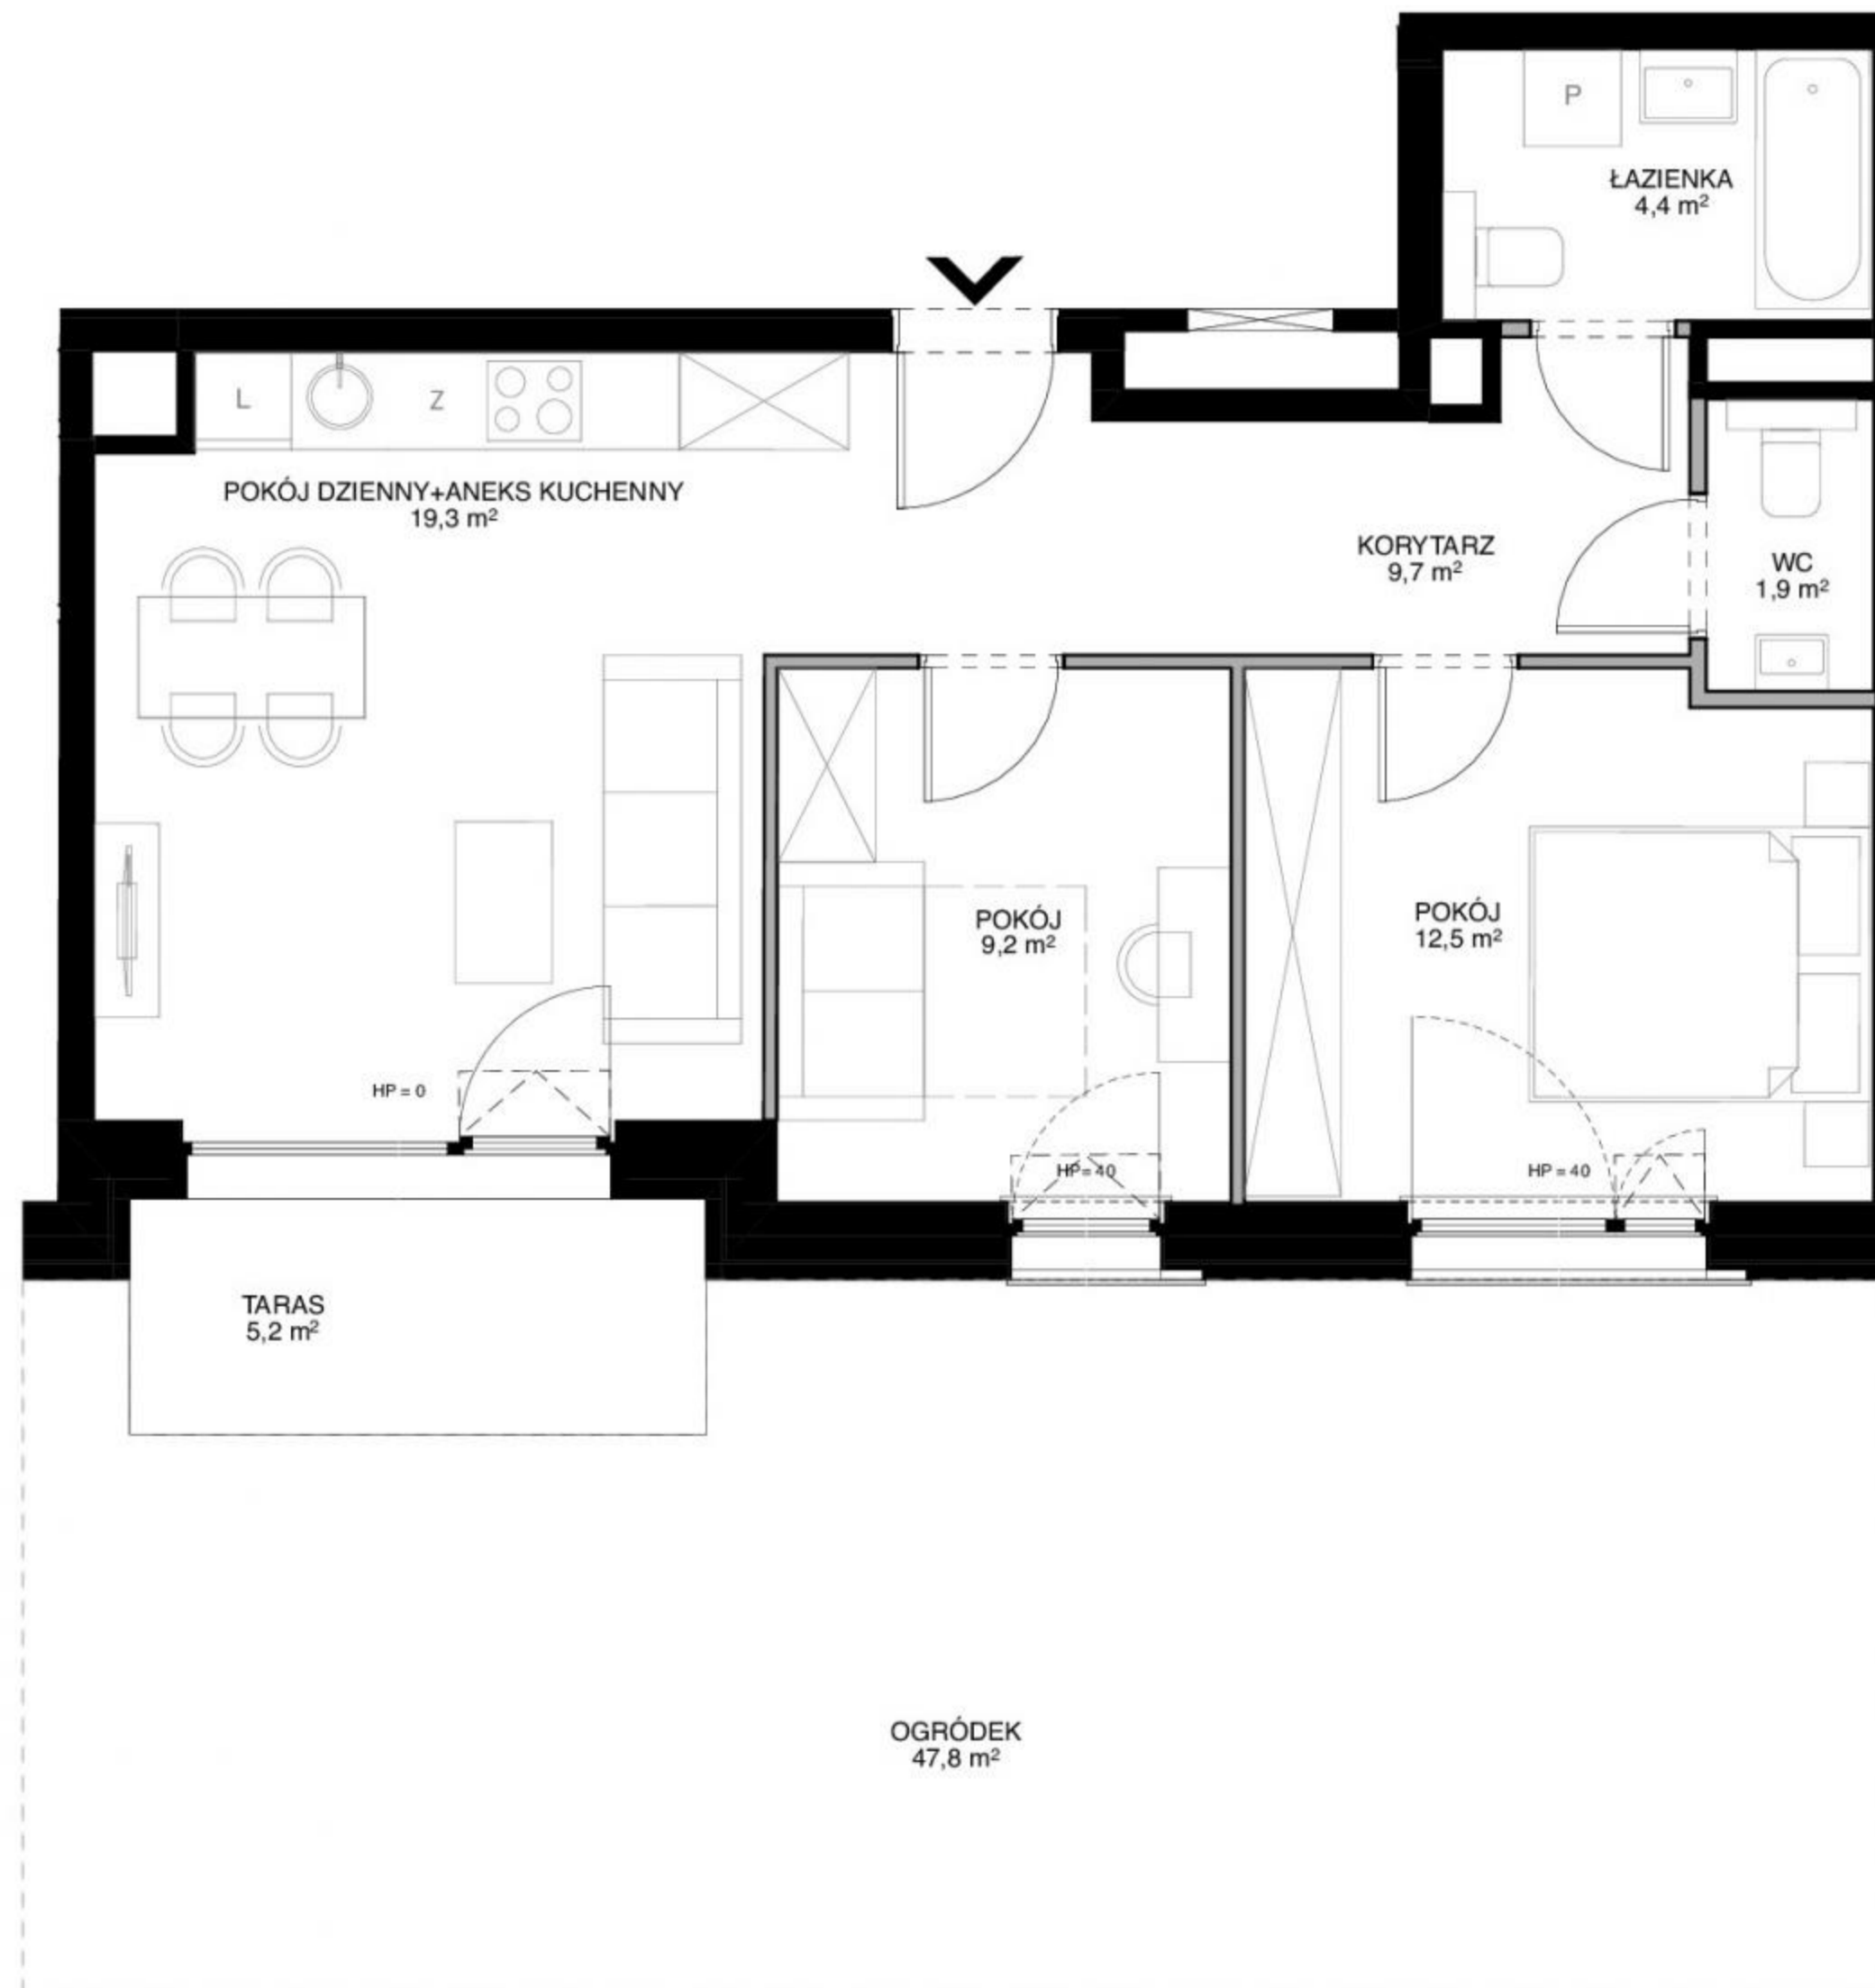 P
ŁAZIENKA
4,4 m²
L
Z
POKÓJ DZIENNY+ANEKS KUCHENNY
19,3 m²
KORYTARZ
9,7 m²
WC
1,9 m²
POKÓJ
9,2 m²
POKÓJ
12,5 m²
HP = 0
HP = 40
HP = 40
TARAS
5,2 m²
OGRÓDEK
47,8 m²